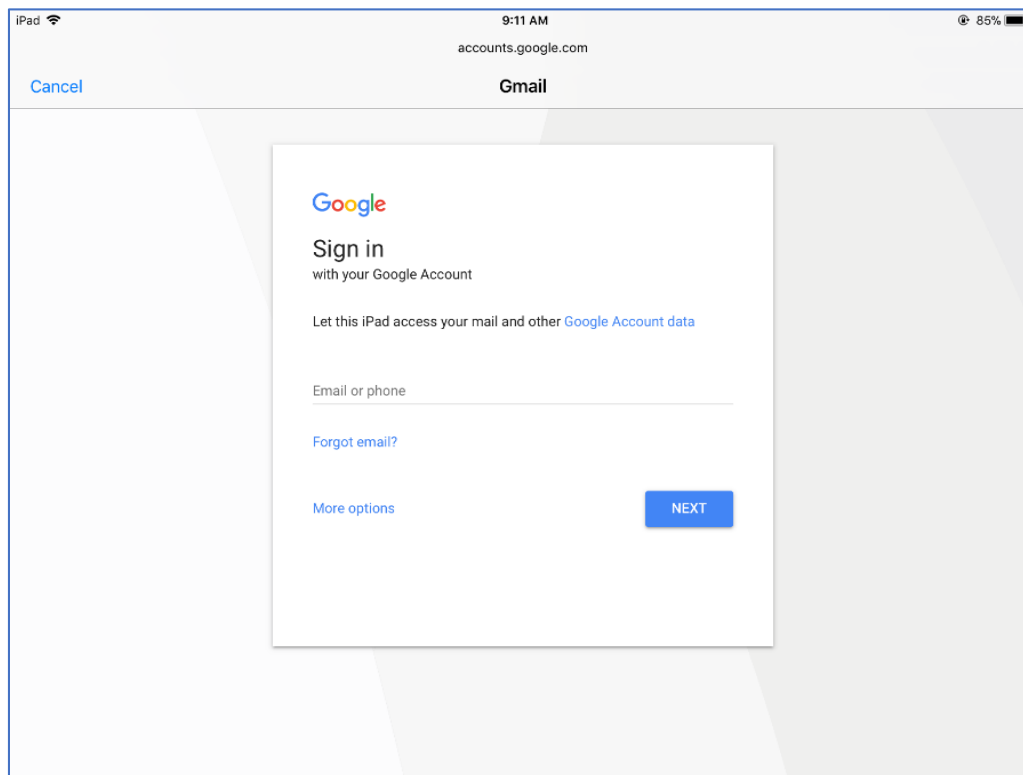 iPad 9:11 AM 85%
accounts.google.com
Cancel Gmail
Google
Sign in
with your Google Account
Let this iPad access your mail and other Google Account data
Email or phone
Forgot email?
More options NEXT